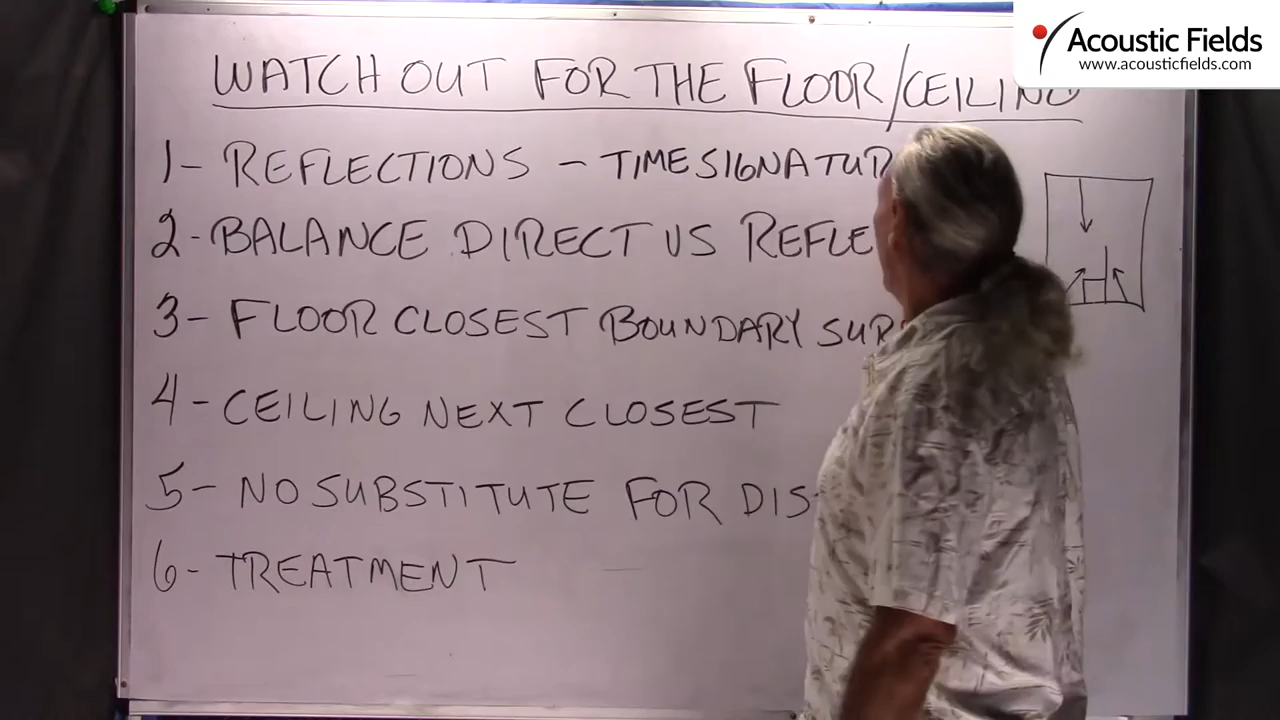 Acoustic Fields
www.acousticfields.com
WATCH OUT FOR THE FLOOR/CEILING
1- REFLECTIONS - TIME SIGNATUR
2- BALANCE DIRECT VS REFLE
3- FLOOR CLOSEST BOUNDARY SUR
4- CEILING NEXT CLOSEST
5- NO SUBSTITUTE FOR DIS
6- TREATMENT